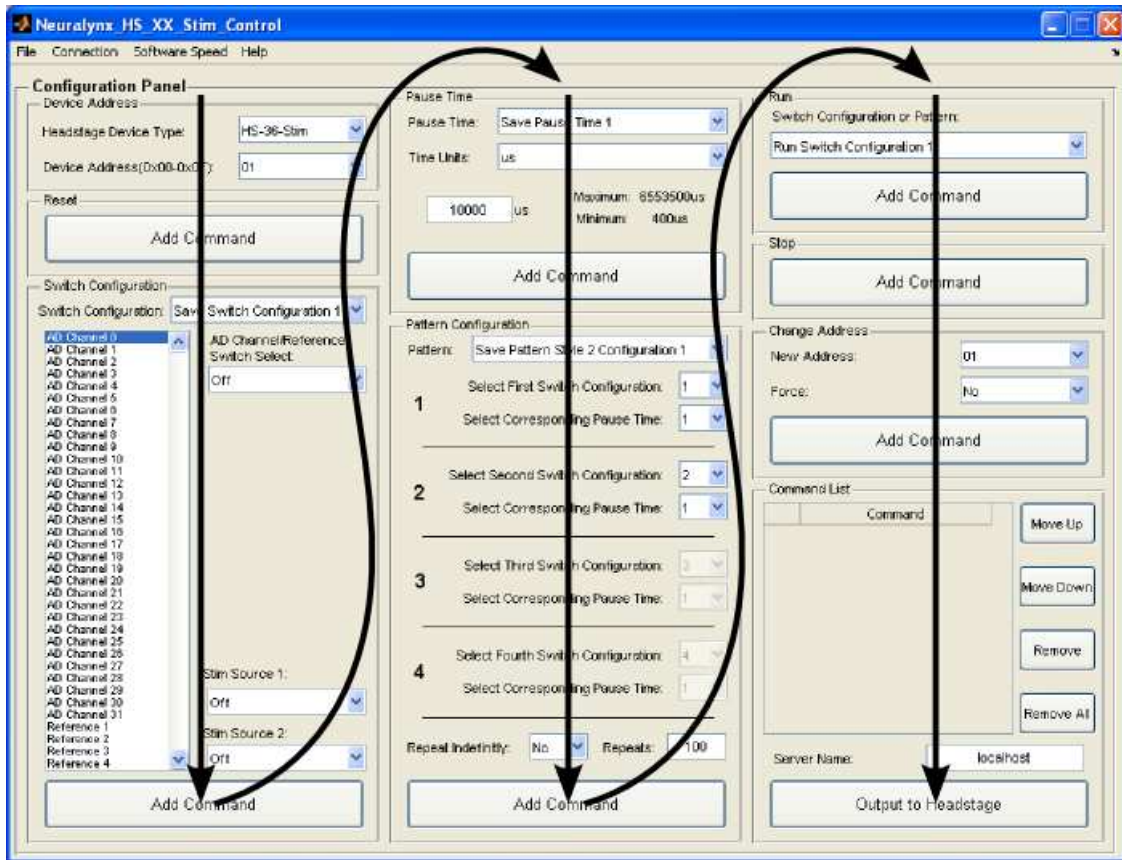 Neuralynx_HS_XX_Stim_Control
File Connection Software Speed Help
Configuration Panel
Device Address
Headstage Device Type: HS-36-Stim
Device Address(0x00-0x0F): 01
Reset
Add Command
Switch Configuration
Switch Configuration: Save Switch Configuration 1
AD Channel 0
AD Channel 1
AD Channel 2
AD Channel 3
AD Channel 4
AD Channel 5
AD Channel 6
AD Channel 7
AD Channel 8
AD Channel 9
AD Channel 10
AD Channel 11
AD Channel 12
AD Channel 13
AD Channel 14
AD Channel 15
AD Channel 16
AD Channel 17
AD Channel 18
AD Channel 19
AD Channel 20
AD Channel 21
AD Channel 22
AD Channel 23
AD Channel 24
AD Channel 25
AD Channel 26
AD Channel 27
AD Channel 28
AD Channel 29
AD Channel 30
AD Channel 31
Reference 1
Reference 2
Reference 3
Reference 4
AD Channel/Reference
Switch Select:
Off
Stim Source 1:
Off
Stim Source 2:
Off
Add Command
Pause Time
Pause Time: Save Pause Time 1
Time Units: us
10000 us
Maximum: 6553500us
Minimum: 400us
Add Command
Pattern Configuration
Pattern: Save Pattern Style 2 Configuration 1
1
Select First Switch Configuration: 1
Select Corresponding Pause Time: 1
2
Select Second Switch Configuration: 2
Select Corresponding Pause Time: 1
3
Select Third Switch Configuration: 3
Select Corresponding Pause Time: 1
4
Select Fourth Switch Configuration: 4
Select Corresponding Pause Time: 1
Repeat Indefinitly: No Repeats: 100
Add Command
Run
Switch Configuration or Pattern:
Run Switch Configuration 1
Add Command
Stop
Add Command
Change Address
New Address: 01
Force: No
Add Command
Command List
Command
Move Up
Move Down
Remove
Remove All
Server Name: localhost
Output to Headstage